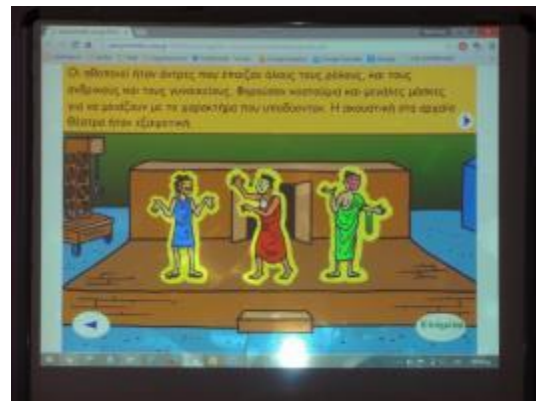 Οι ηθοποιοί ήταν άντρες που έπαιζαν όλους τους ρόλους, και τους
ανδρικούς και τους γυναικείους. Φορούσαν κοστούμια και μεγάλες μάσκες
για να μοιάζουν με το χαρακτήρα που υποδύονταν. Η ακουστική στα αρχαία
θέατρα ήταν εξαιρετική.
Επόμενο